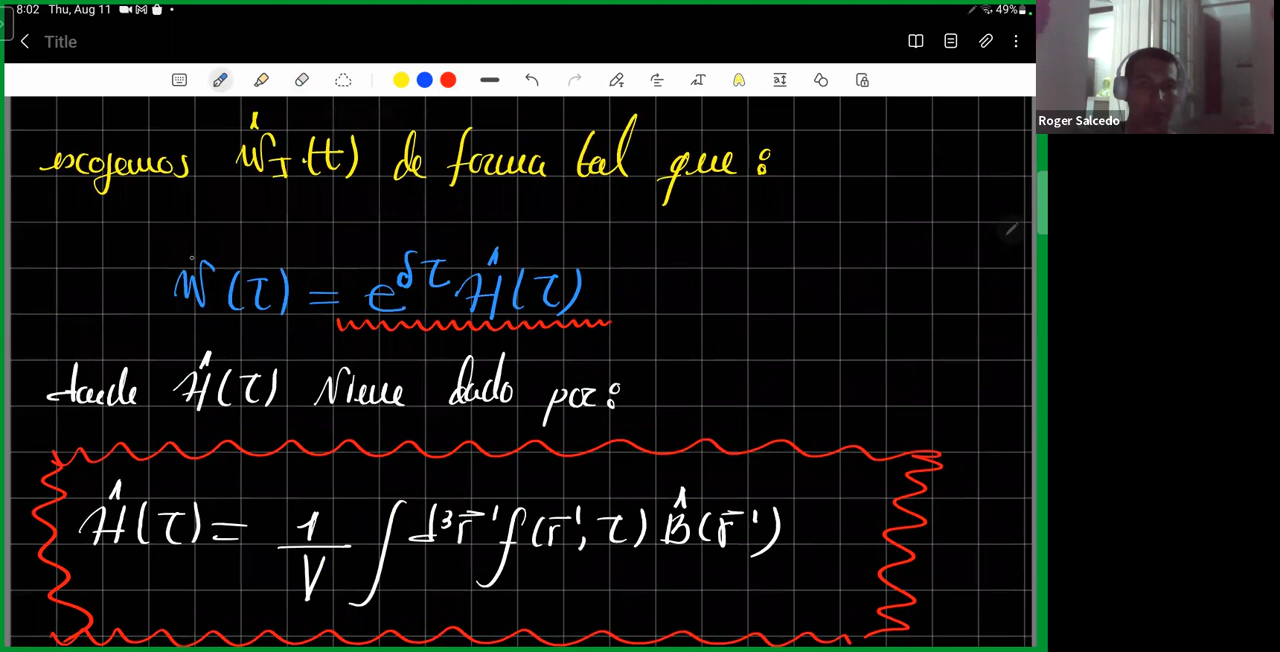 8:02 Thu, Aug 11
49%
Title
Roger Salcedo
escogemos Ŵ_I(t) de forma tal que:
Ŵ(τ) = e^{δτ} Ĥ(τ)
donde Ĥ(τ) viene dado por:
Ĥ(τ) = 1/V ∫ d³r̄' f(r̄', τ) B̂(r̄')